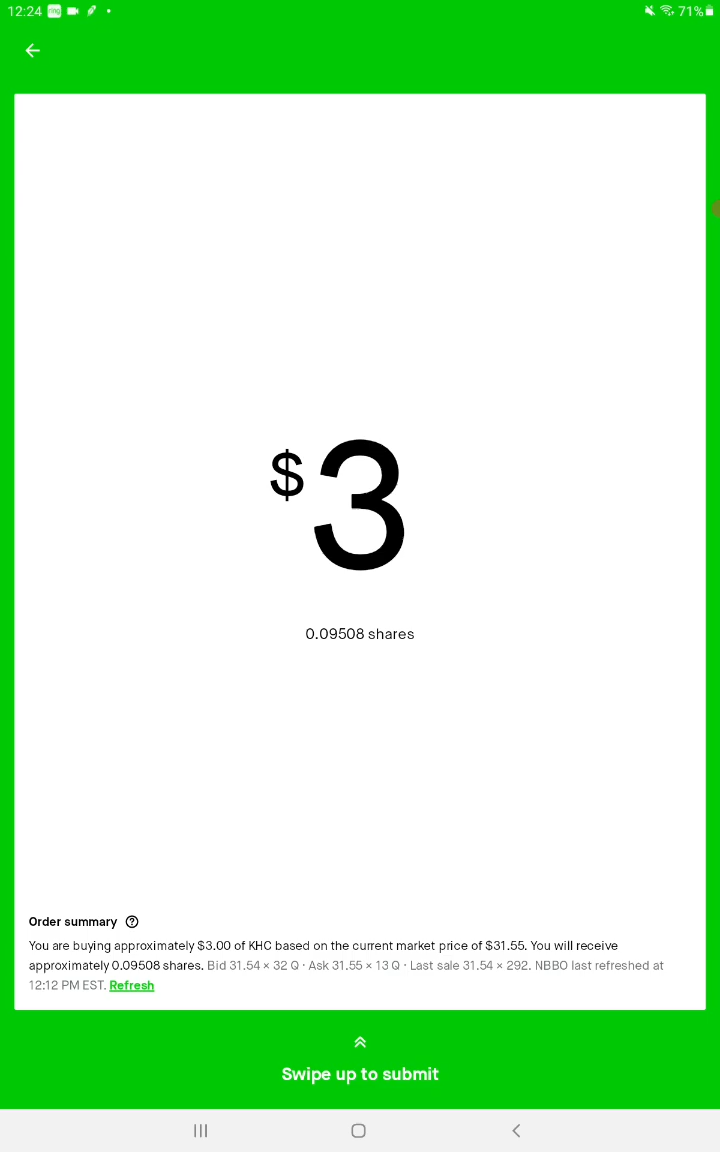 12:24 71%
$3
0.09508 shares
Order summary
You are buying approximately $3.00 of KHC based on the current market price of $31.55. You will receive
approximately 0.09508 shares. Bid 31.54 × 32 Q · Ask 31.55 × 13 Q · Last sale 31.54 × 292. NBBO last refreshed at
12:12 PM EST. Refresh
Swipe up to submit